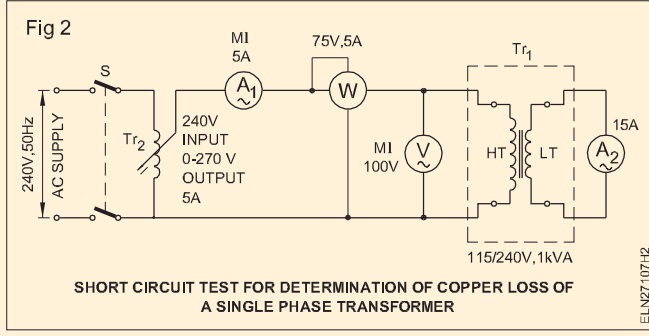 Fig 2
MI
5A
75V,5A
Tr1
S
A1
W
240V,50Hz
AC SUPPLY
Tr2
240V
INPUT
0-270 V
OUTPUT
5A
MI
100V
V
HT
LT
15A
A2
115/240V,1kVA
SHORT CIRCUIT TEST FOR DETERMINATION OF COPPER LOSS OF
A SINGLE PHASE TRANSFORMER
ELN27107H2